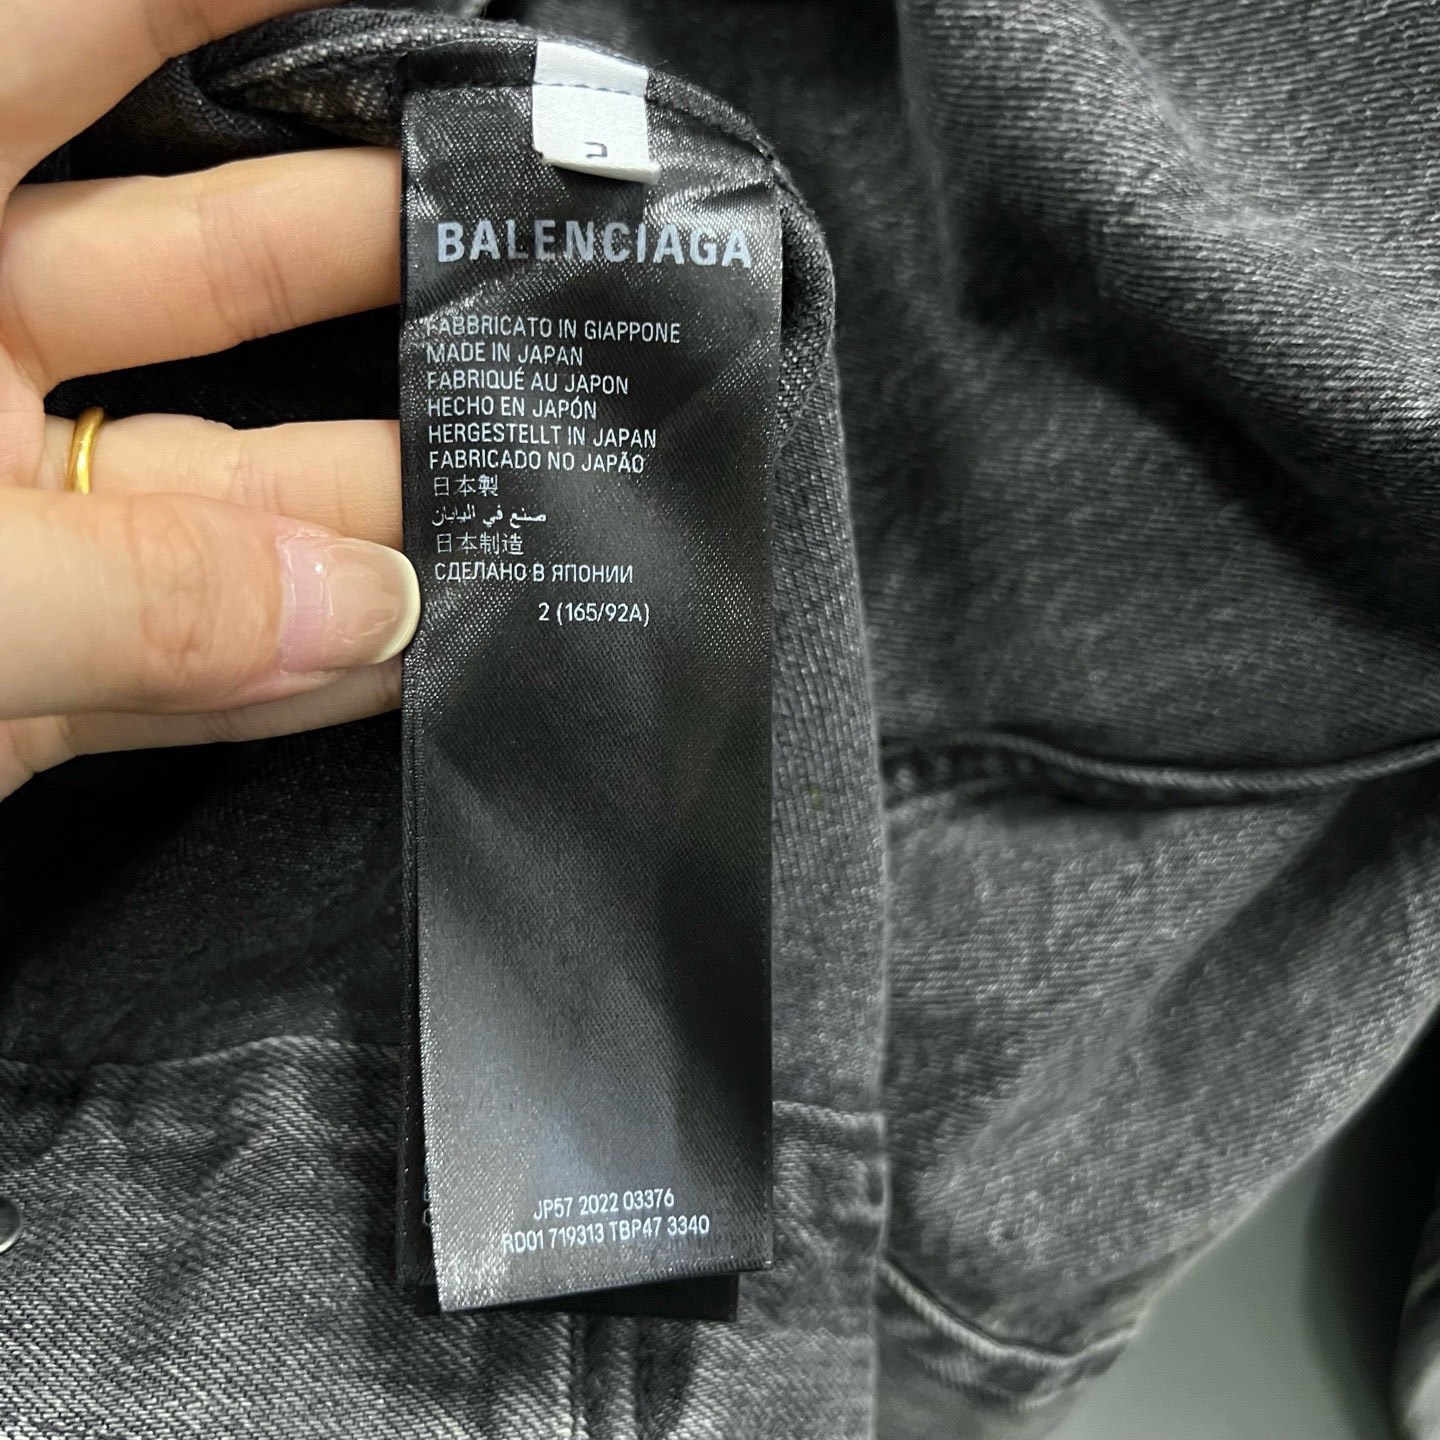 BALENCIAGA
FABBRICATO IN GIAPPONE
MADE IN JAPAN
FABRIQUÉ AU JAPON
HECHO EN JAPÓN
HERGESTELLT IN JAPAN
FABRICADO NO JAPÃO
日本製
صنع في اليابان
日本制造
СДЕЛАНО В ЯПОНИИ
2 (165/92A)
JP57 2022 03376
RD01 719313 TBP47 3340